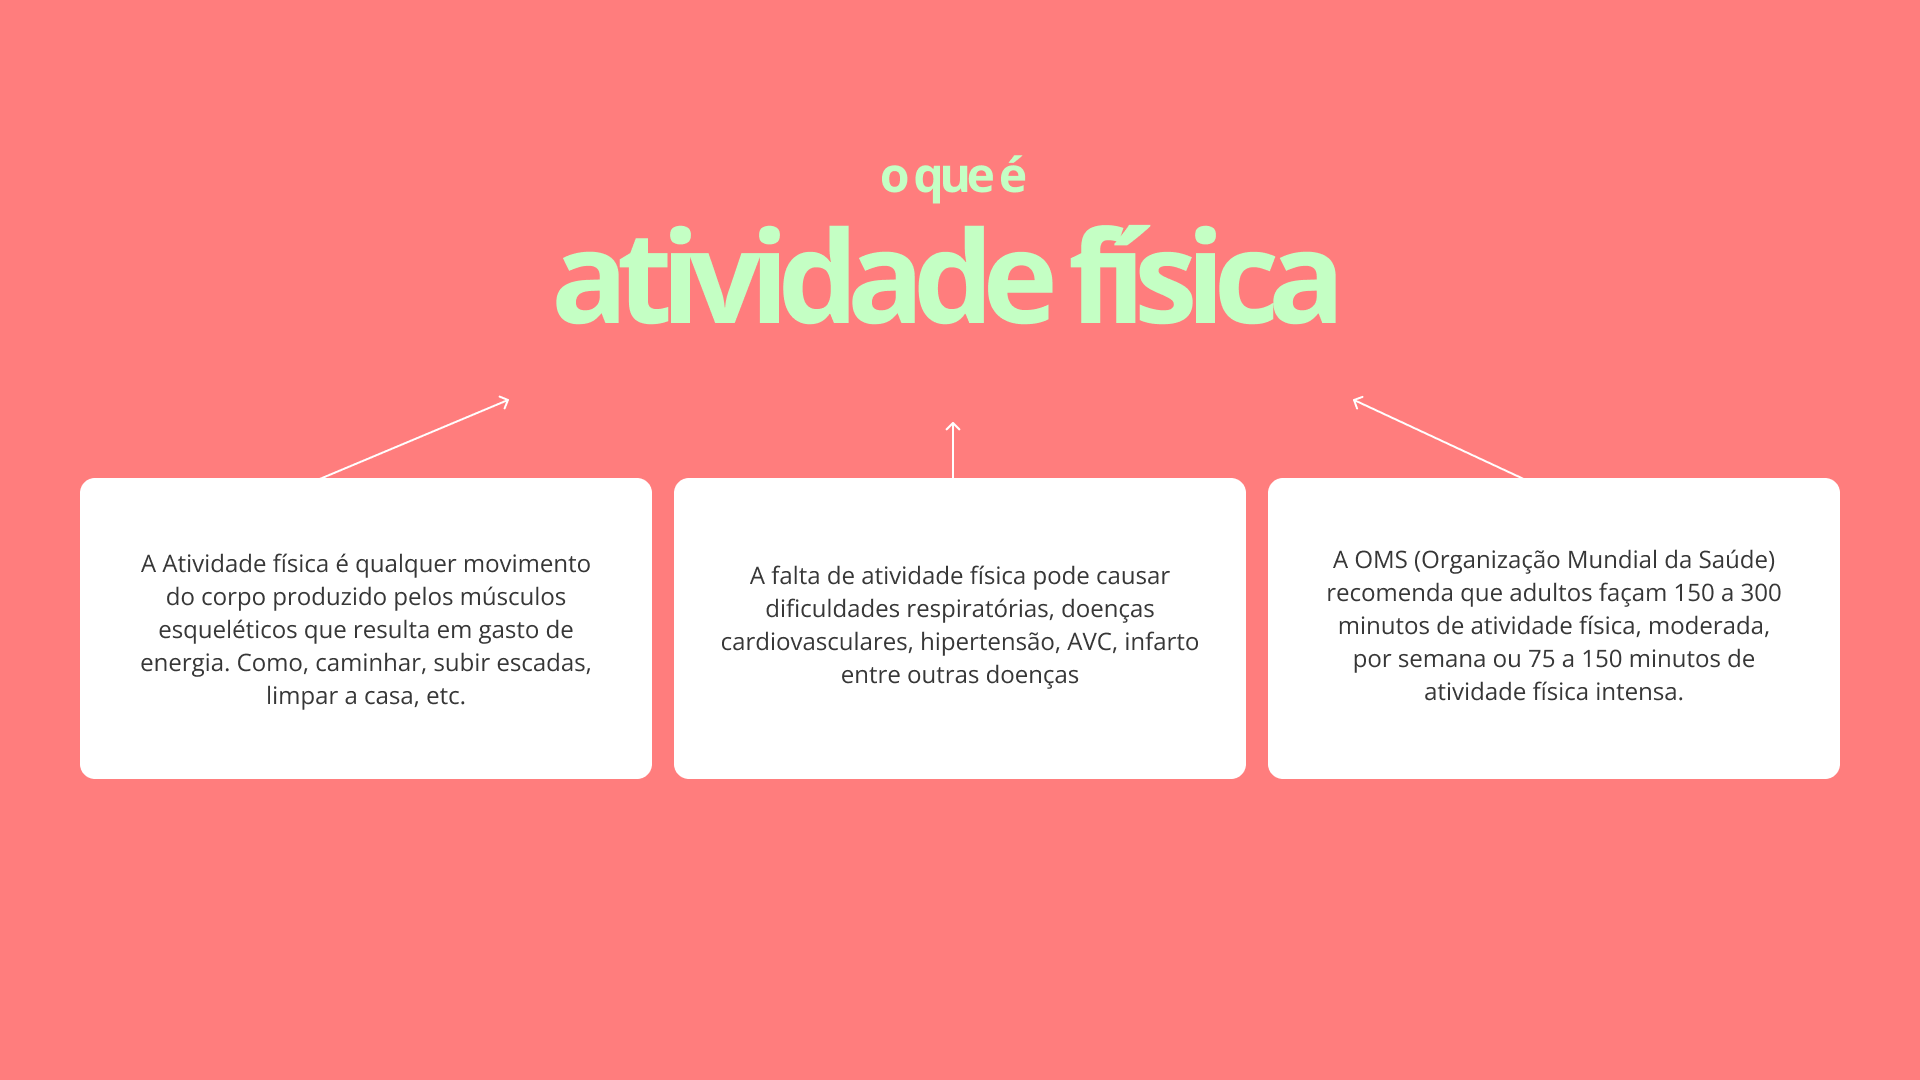 o que é
atividade física
A Atividade física é qualquer movimento
do corpo produzido pelos músculos
esqueléticos que resulta em gasto de
energia. Como, caminhar, subir escadas,
limpar a casa, etc.
A falta de atividade física pode causar
dificuldades respiratórias, doenças
cardiovasculares, hipertensão, AVC, infarto
entre outras doenças
A OMS (Organização Mundial da Saúde)
recomenda que adultos façam 150 a 300
minutos de atividade física, moderada,
por semana ou 75 a 150 minutos de
atividade física intensa.